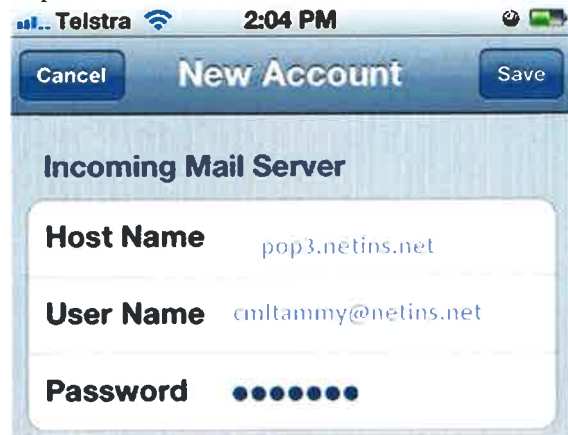 Telstra 2:04 PM
Cancel New Account Save
Incoming Mail Server
Host Name pop3.netins.net
User Name cmltammy@netins.net
Password •••••••